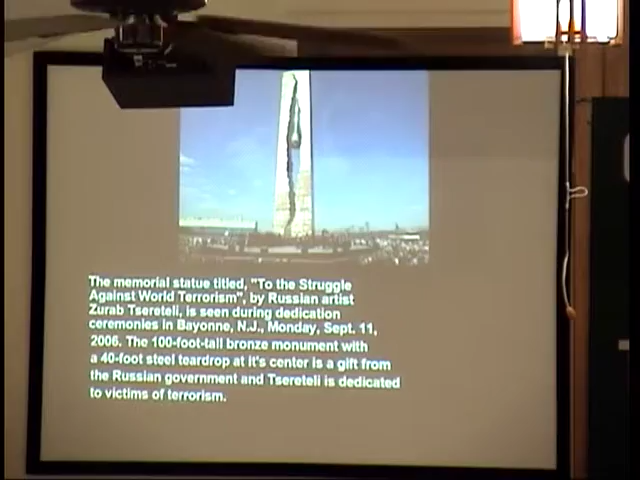 The memorial statue titled, "To the Struggle
Against World Terrorism", by Russian artist
Zurab Tsereteli, is seen during dedication
ceremonies in Bayonne, N.J., Monday, Sept. 11,
2006. The 100-foot-tall bronze monument with
a 40-foot steel teardrop at it's center is a gift from
the Russian government and Tsereteli is dedicated
to victims of terrorism.